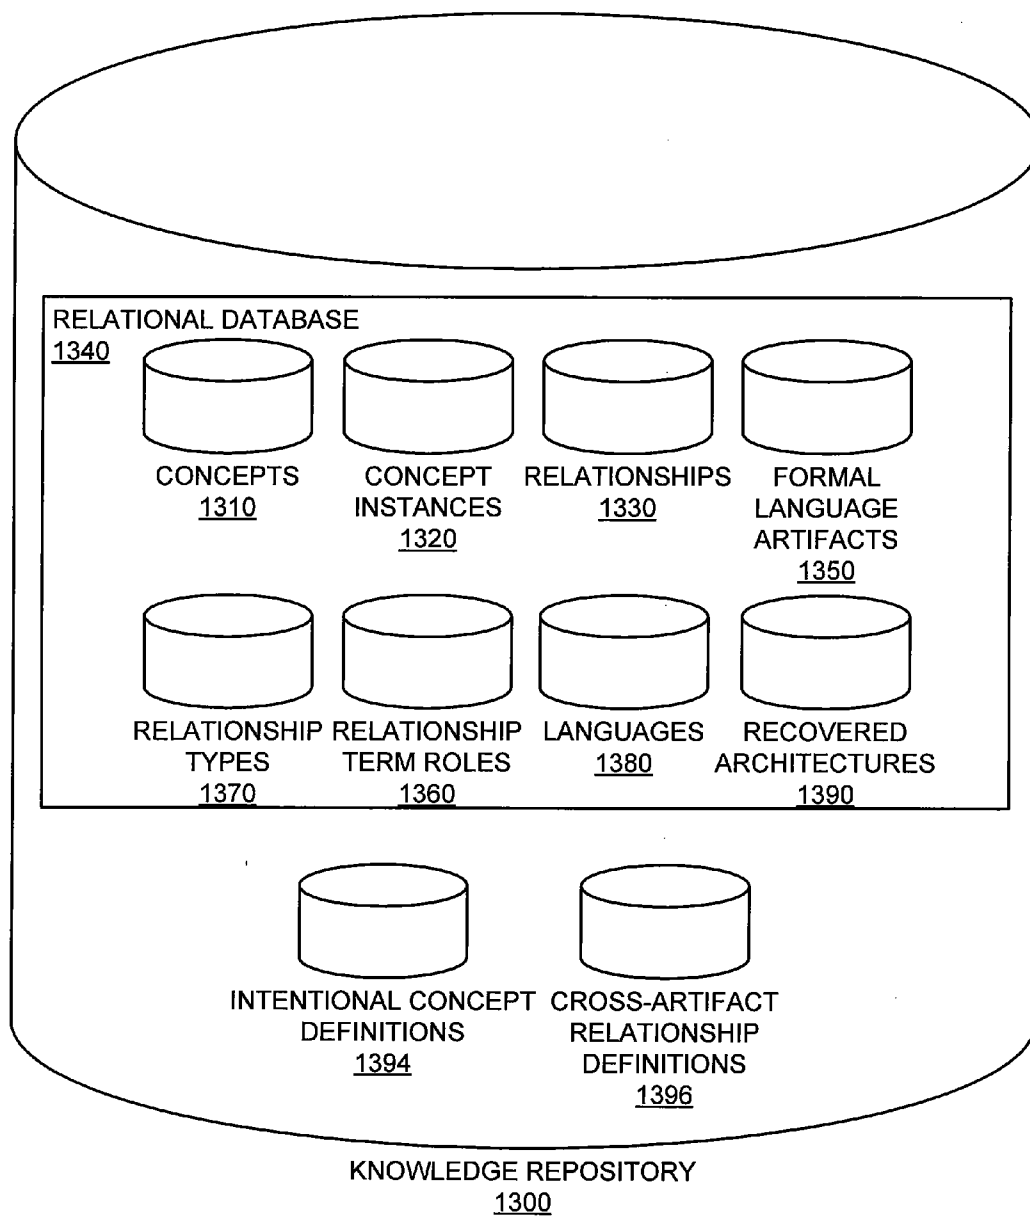 RELATIONAL DATABASE
1340
CONCEPTS
1310
CONCEPT
INSTANCES
1320
RELATIONSHIPS
1330
FORMAL
LANGUAGE
ARTIFACTS
1350
RELATIONSHIP
TYPES
1370
RELATIONSHIP
TERM ROLES
1360
LANGUAGES
1380
RECOVERED
ARCHITECTURES
1390
INTENTIONAL CONCEPT
DEFINITIONS
1394
CROSS-ARTIFACT
RELATIONSHIP
DEFINITIONS
1396
KNOWLEDGE REPOSITORY
1300